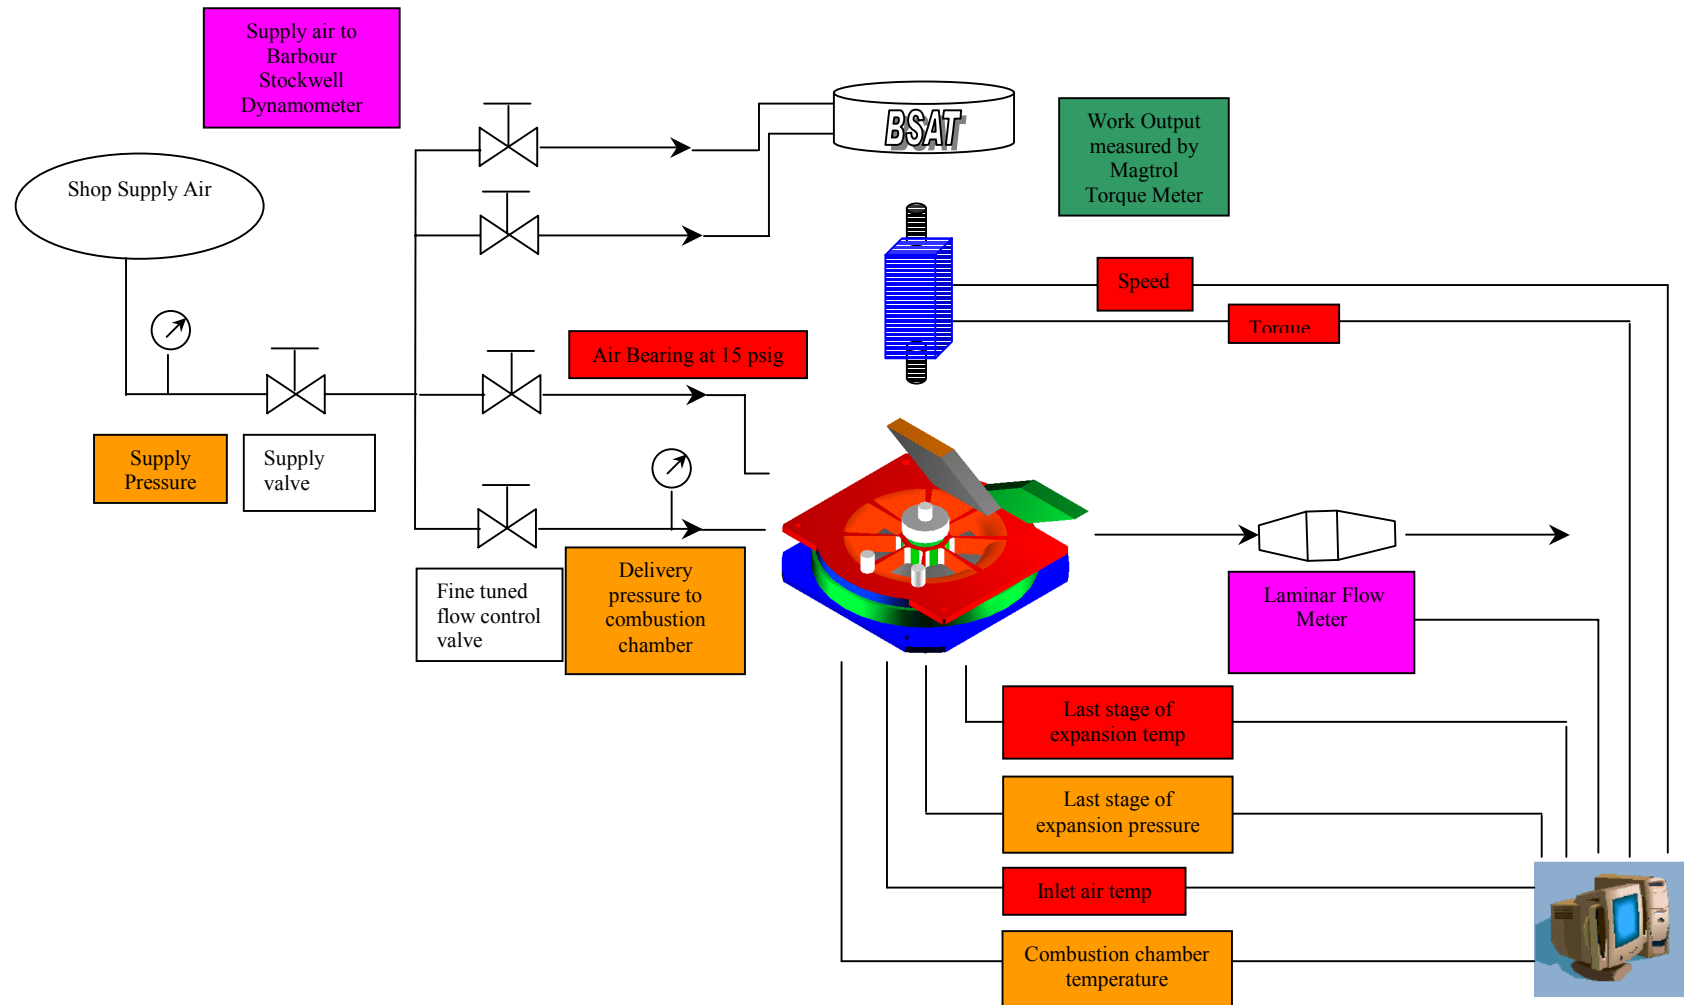 Supply air to
Barbour
Stockwell
Dynamometer
BSAT
Work Output
measured by
Magtrol
Torque Meter
Shop Supply Air
Speed
Torque
Air Bearing at 15 psig
Supply
Pressure
Supply
valve
Fine tuned
flow control
valve
Delivery
pressure to
combustion
chamber
Laminar Flow
Meter
Last stage of
expansion temp
Last stage of
expansion pressure
Inlet air temp
Combustion chamber
temperature